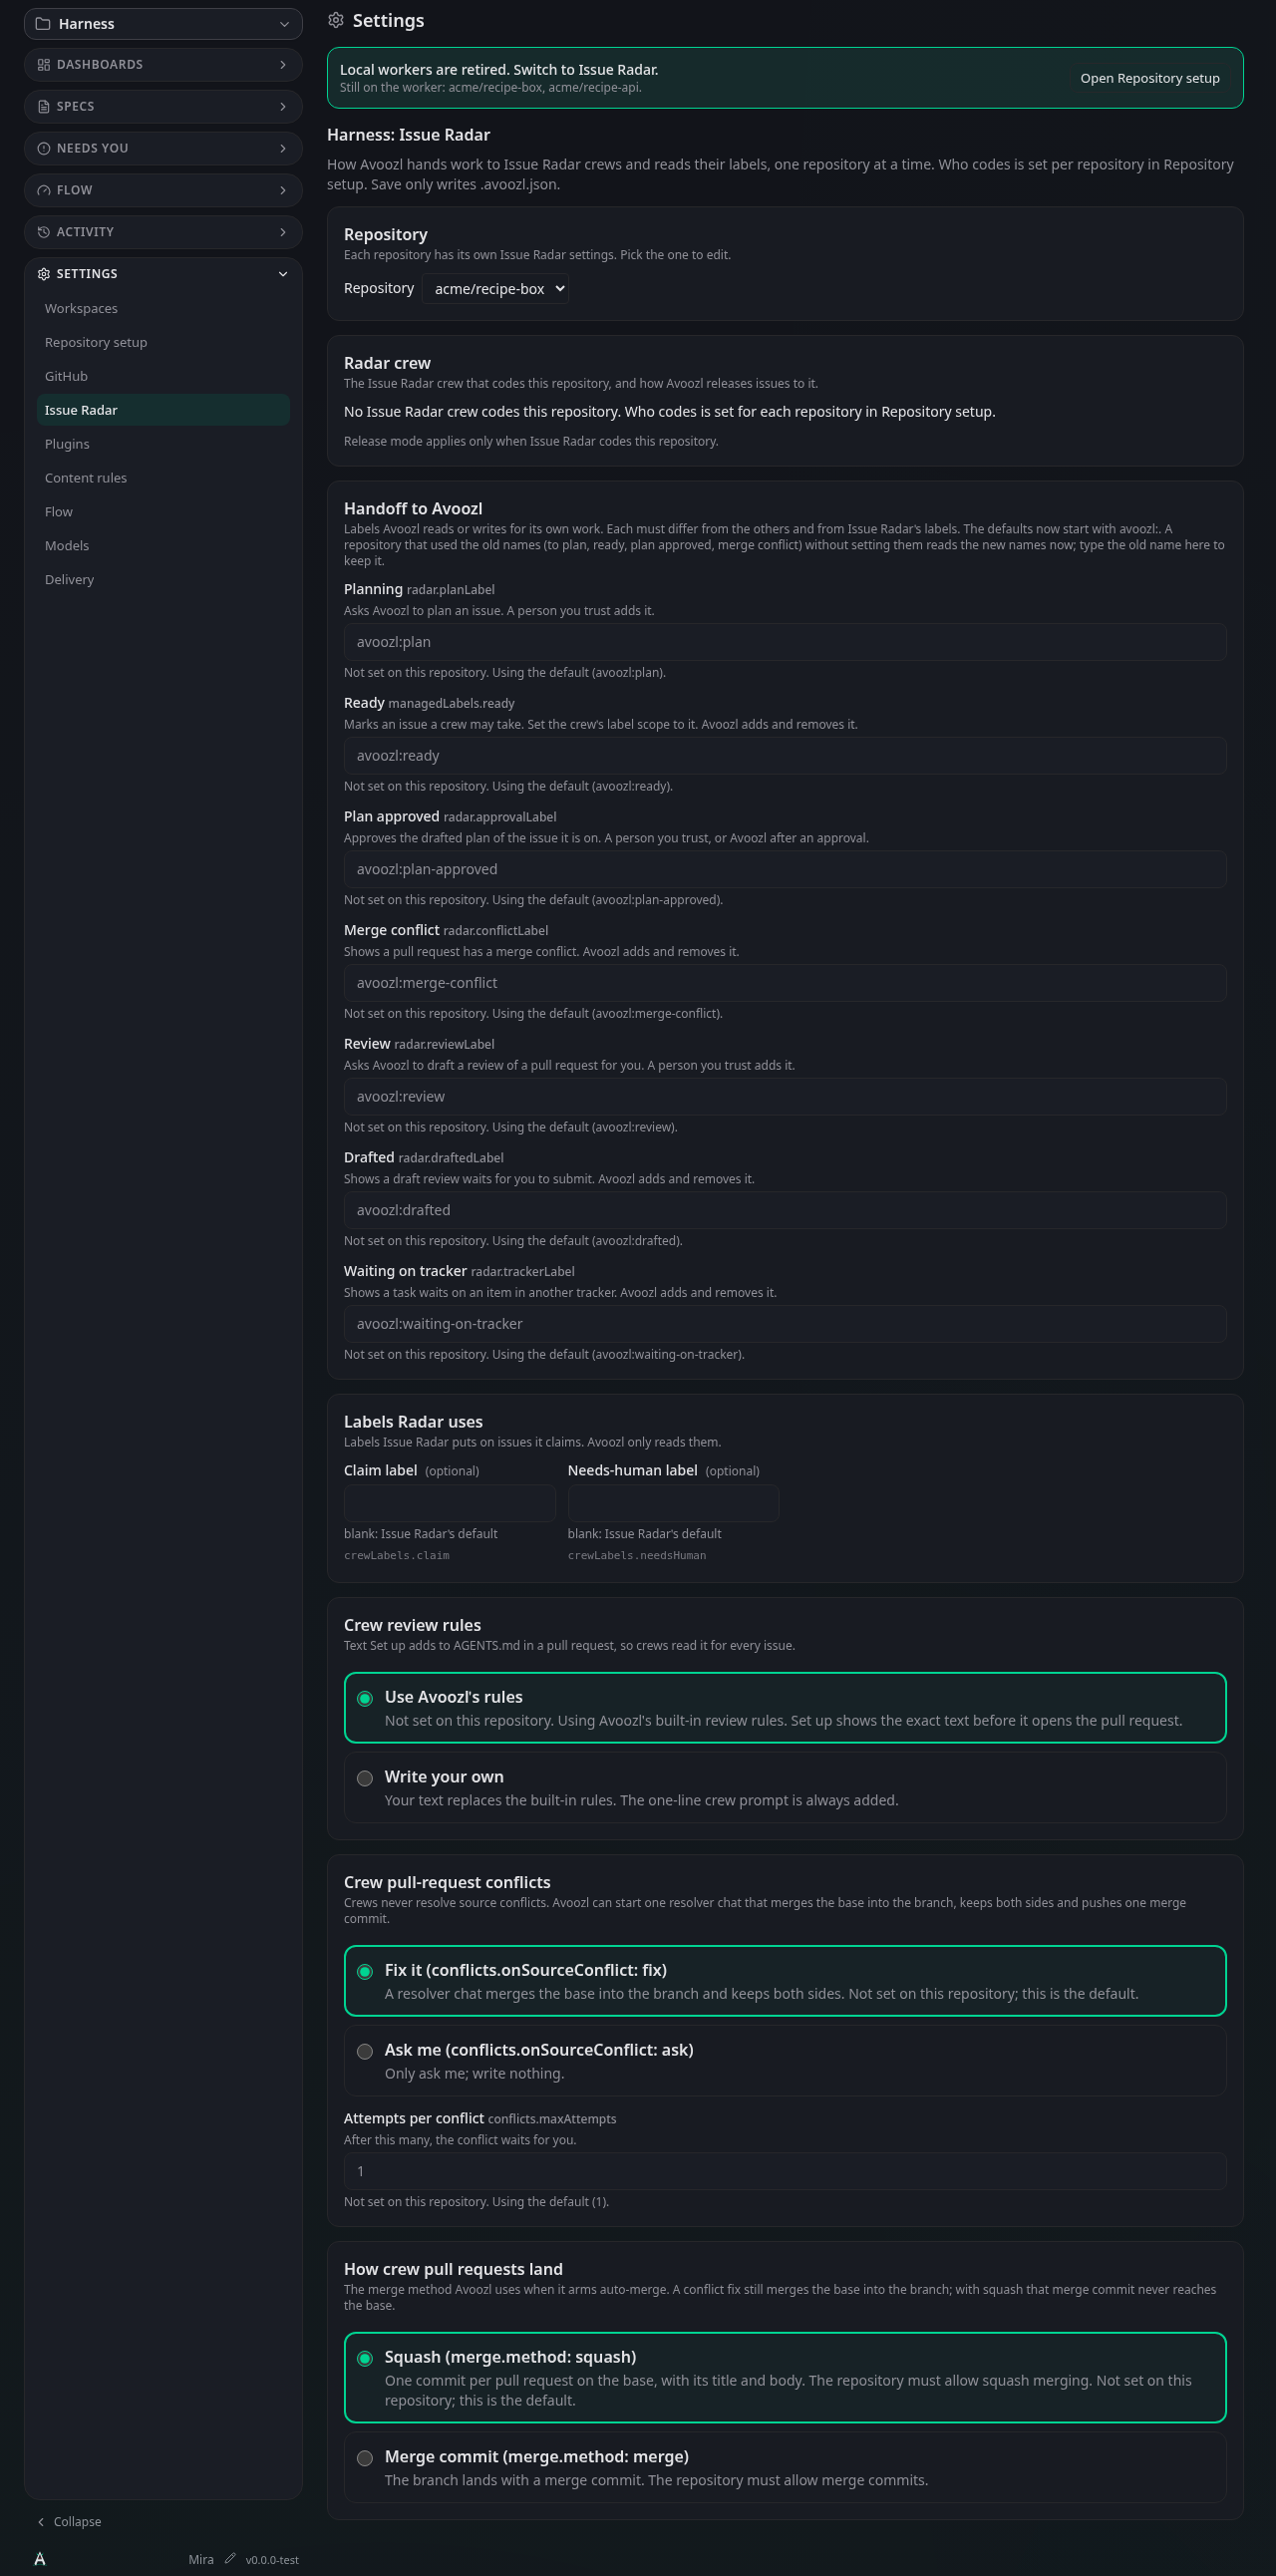 Harness
DASHBOARDS
SPECS
NEEDS YOU
FLOW
ACTIVITY
SETTINGS
Workspaces
Repository setup
GitHub
Issue Radar
Plugins
Content rules
Flow
Models
Delivery
Collapse
Mira
v0.0.0-test
Settings
Local workers are retired. Switch to Issue Radar.
Still on the worker: acme/recipe-box, acme/recipe-api.
Open Repository setup
Harness: Issue Radar
How Avoozl hands work to Issue Radar crews and reads their labels, one repository at a time. Who codes is set per repository in Repository
setup. Save only writes .avoozl.json.
Repository
Each repository has its own Issue Radar settings. Pick the one to edit.
Repository acme/recipe-box
Radar crew
The Issue Radar crew that codes this repository, and how Avoozl releases issues to it.
No Issue Radar crew codes this repository. Who codes is set for each repository in Repository setup.
Release mode applies only when Issue Radar codes this repository.
Handoff to Avoozl
Labels Avoozl reads or writes for its own work. Each must differ from the others and from Issue Radar's labels. The defaults now start with avoozl:. A
repository that used the old names (to plan, ready, plan approved, merge conflict) without setting them reads the new names now; type the old name here to
keep it.
Planning radar.planLabel
Asks Avoozl to plan an issue. A person you trust adds it.
avoozl:plan
Not set on this repository. Using the default (avoozl:plan).
Ready managedLabels.ready
Marks an issue a crew may take. Set the crew's label scope to it. Avoozl adds and removes it.
avoozl:ready
Not set on this repository. Using the default (avoozl:ready).
Plan approved radar.approvalLabel
Approves the drafted plan of the issue it is on. A person you trust, or Avoozl after an approval.
avoozl:plan-approved
Not set on this repository. Using the default (avoozl:plan-approved).
Merge conflict radar.conflictLabel
Shows a pull request has a merge conflict. Avoozl adds and removes it.
avoozl:merge-conflict
Not set on this repository. Using the default (avoozl:merge-conflict).
Review radar.reviewLabel
Asks Avoozl to draft a review of a pull request for you. A person you trust adds it.
avoozl:review
Not set on this repository. Using the default (avoozl:review).
Drafted radar.draftedLabel
Shows a draft review waits for you to submit. Avoozl adds and removes it.
avoozl:drafted
Not set on this repository. Using the default (avoozl:drafted).
Waiting on tracker radar.trackerLabel
Shows a task waits on an item in another tracker. Avoozl adds and removes it.
avoozl:waiting-on-tracker
Not set on this repository. Using the default (avoozl:waiting-on-tracker).
Labels Radar uses
Labels Issue Radar puts on issues it claims. Avoozl only reads them.
Claim label (optional) Needs-human label (optional)
blank: Issue Radar's default blank: Issue Radar's default
crewLabels.claim crewLabels.needsHuman
Crew review rules
Text Set up adds to AGENTS.md in a pull request, so crews read it for every issue.
Use Avoozl's rules
Not set on this repository. Using Avoozl's built-in review rules. Set up shows the exact text before it opens the pull request.
Write your own
Your text replaces the built-in rules. The one-line crew prompt is always added.
Crew pull-request conflicts
Crews never resolve source conflicts. Avoozl can start one resolver chat that merges the base into the branch, keeps both sides and pushes one merge
commit.
Fix it (conflicts.onSourceConflict: fix)
A resolver chat merges the base into the branch and keeps both sides. Not set on this repository; this is the default.
Ask me (conflicts.onSourceConflict: ask)
Only ask me; write nothing.
Attempts per conflict conflicts.maxAttempts
After this many, the conflict waits for you.
1
Not set on this repository. Using the default (1).
How crew pull requests land
The merge method Avoozl uses when it arms auto-merge. A conflict fix still merges the base into the branch; with squash that merge commit never reaches
the base.
Squash (merge.method: squash)
One commit per pull request on the base, with its title and body. The repository must allow squash merging. Not set on this
repository; this is the default.
Merge commit (merge.method: merge)
The branch lands with a merge commit. The repository must allow merge commits.